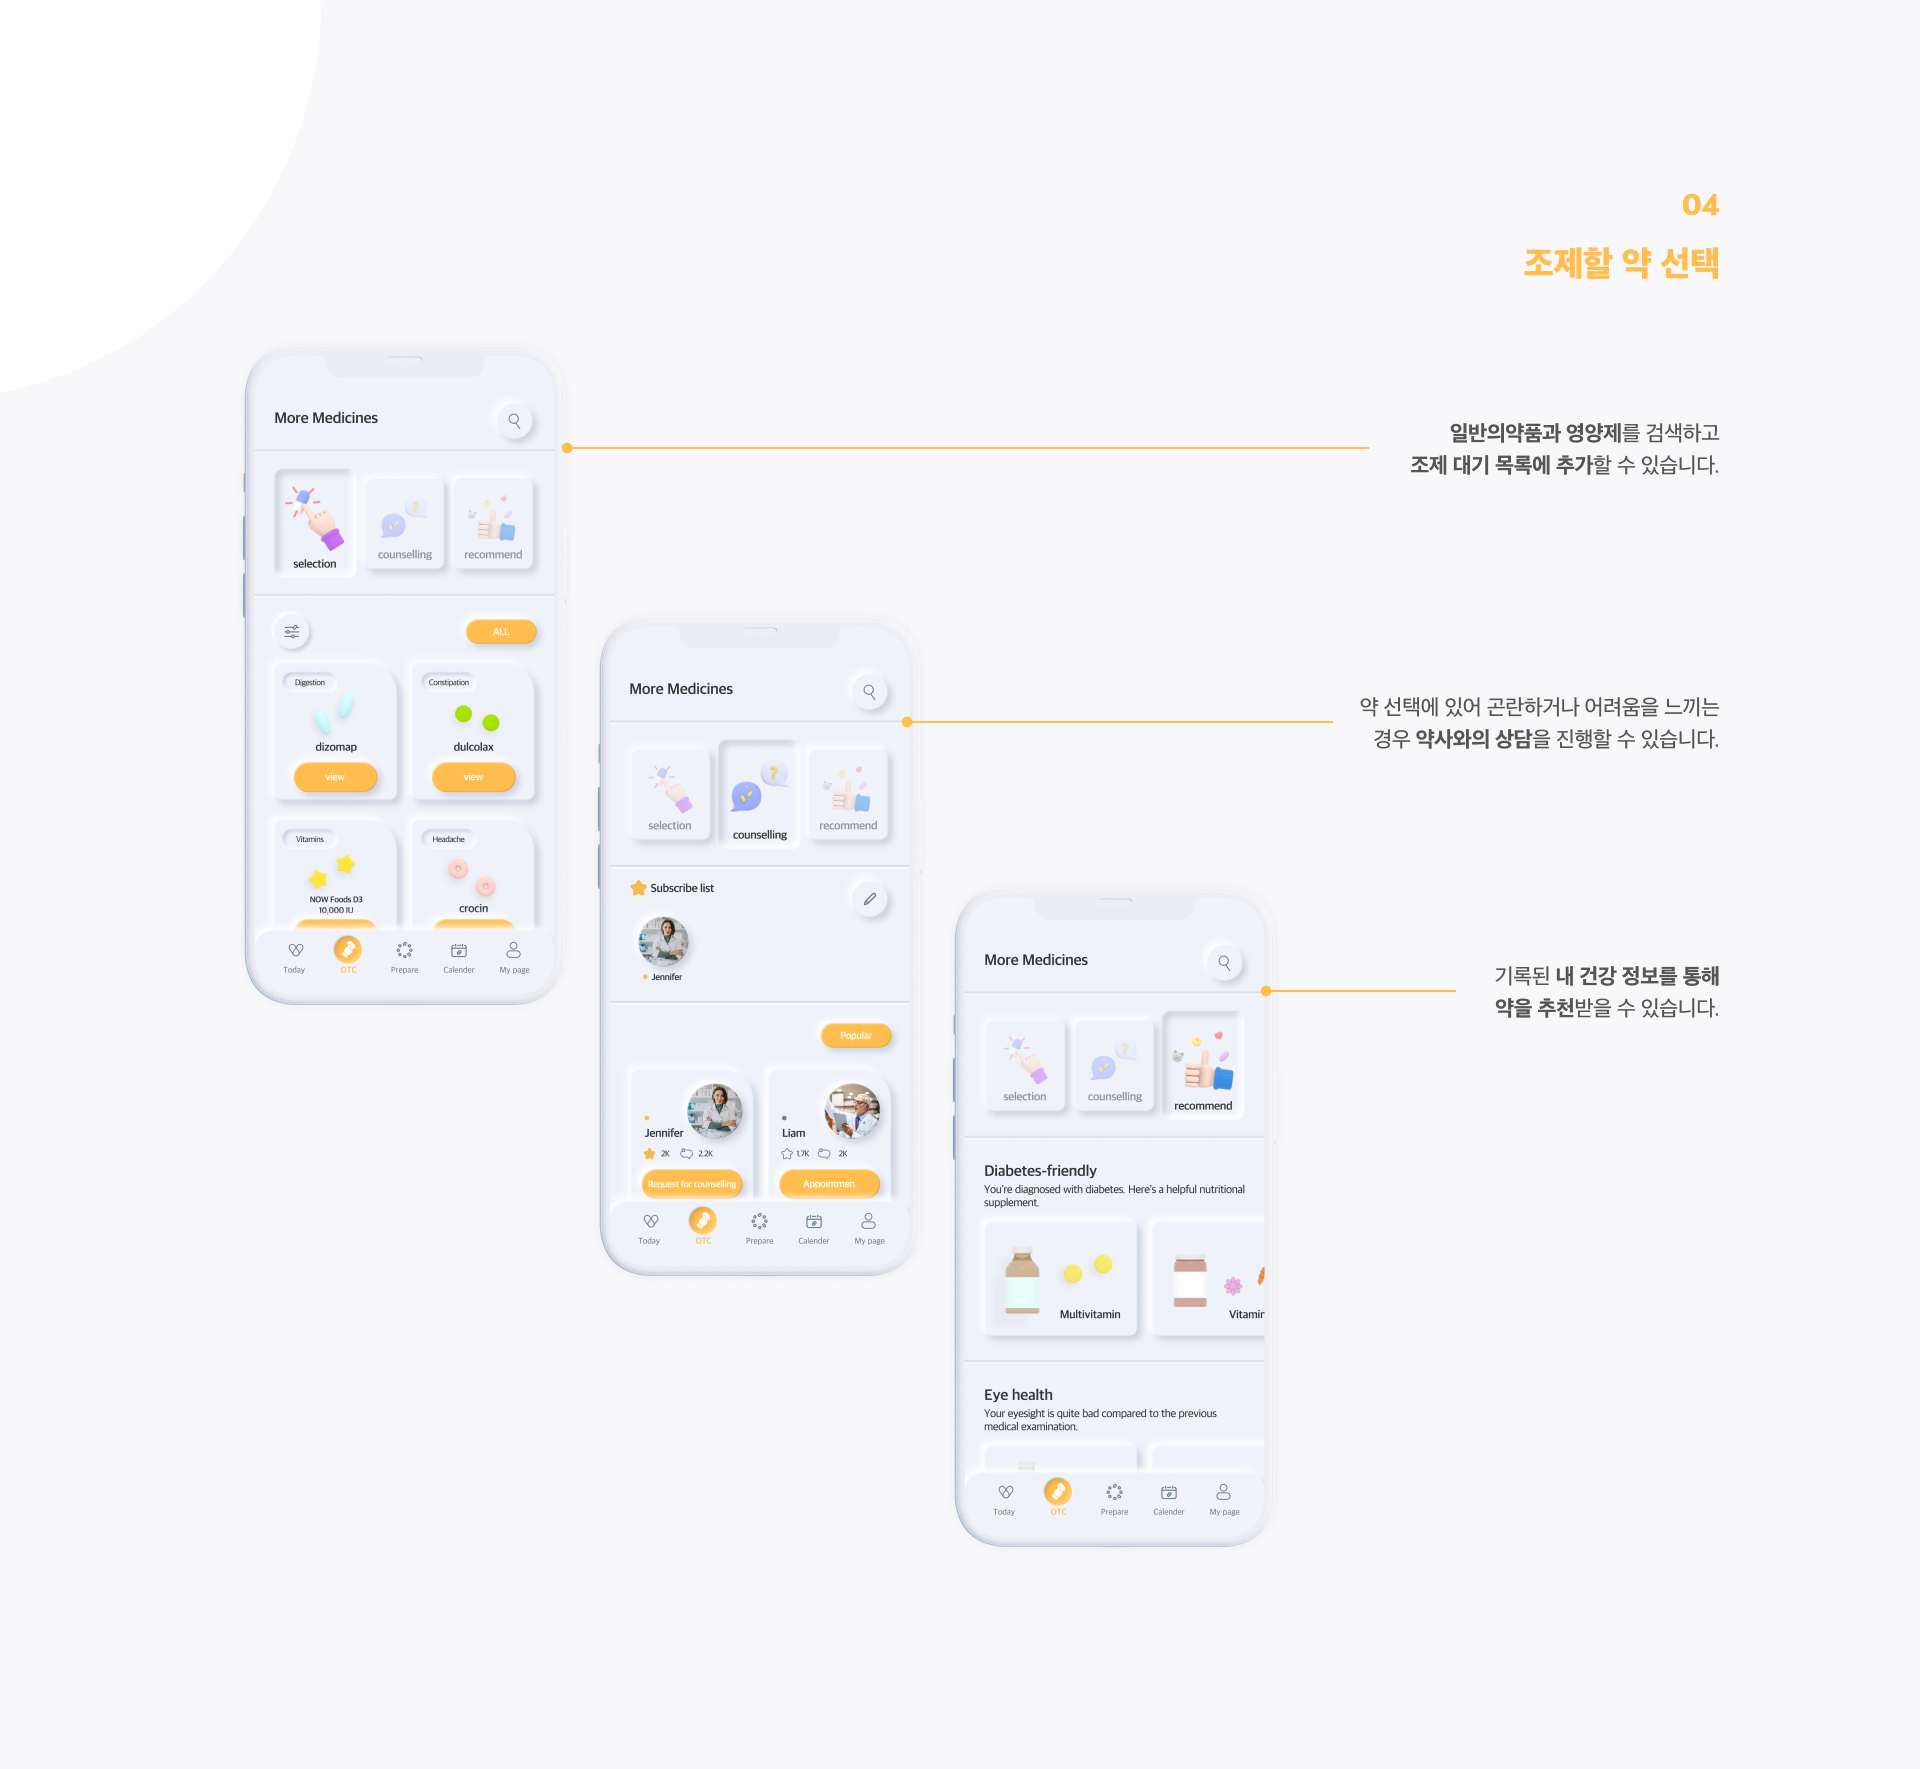 04
조제할 약 선택
More Medicines
selection
counselling
recommend
ALL
Digestion
dizomap
view
Constipation
dulcolax
view
Vitamins
NOW Foods D3
10,000 IU
Headache
crocin
Today
OTC
Prepare
Calender
My page
일반의약품과 영양제를 검색하고
조제 대기 목록에 추가할 수 있습니다.
More Medicines
selection
counselling
recommend
Subscribe list
Jennifer
Popular
Jennifer
2K 2.2K
Request for counselling
Liam
1.7K 2K
Appointmen
Today
OTC
Prepare
Calender
My page
약 선택에 있어 곤란하거나 어려움을 느끼는
경우 약사와의 상담을 진행할 수 있습니다.
More Medicines
selection
counselling
recommend
Diabetes-friendly
You're diagnosed with diabetes. Here's a helpful nutritional
supplement.
Multivitamin
Vitamin
Eye health
Your eyesight is quite bad compared to the previous
medical examination.
Today
OTC
Prepare
Calender
My page
기록된 내 건강 정보를 통해
약을 추천받을 수 있습니다.